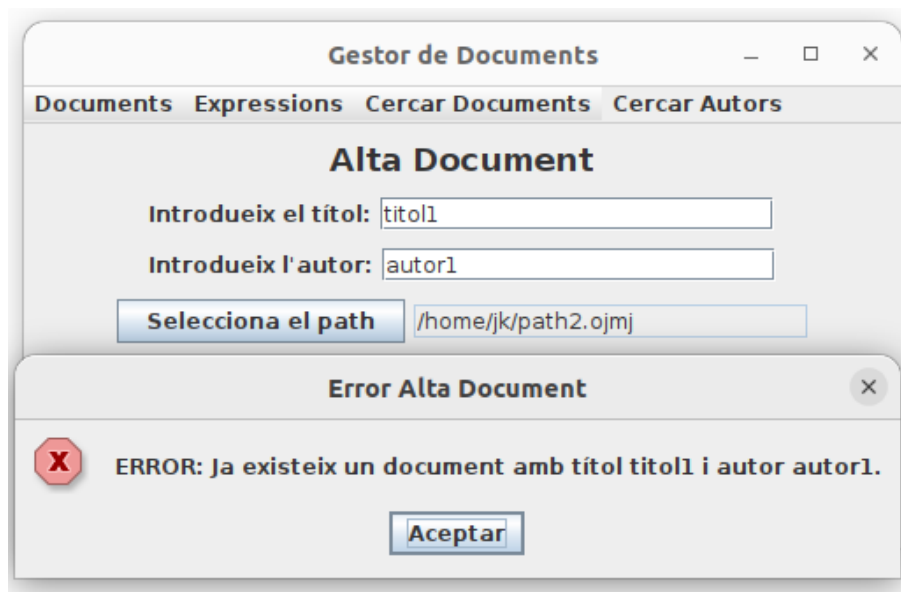 Gestor de Documents
Documents Expressions Cercar Documents Cercar Autors
Alta Document
Introdueix el títol: titol1
Introdueix l'autor: autor1
Selecciona el path /home/jk/path2.ojmj
Error Alta Document
X ERROR: Ja existeix un document amb títol titol1 i autor autor1.
Aceptar